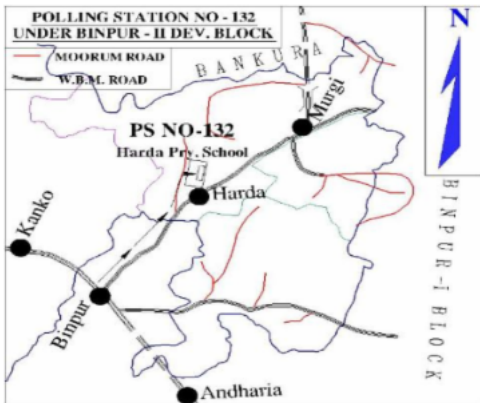 POLLING STATION NO - 132
UNDER BINPUR - II DEV. BLOCK
MOORUM ROAD
W.B.M. ROAD
N
BANKURA
Murgi
PS NO-132
Harda Pry. School
Harda
Kanko
Binpur
Andharia
BINPUR-I BLOCK